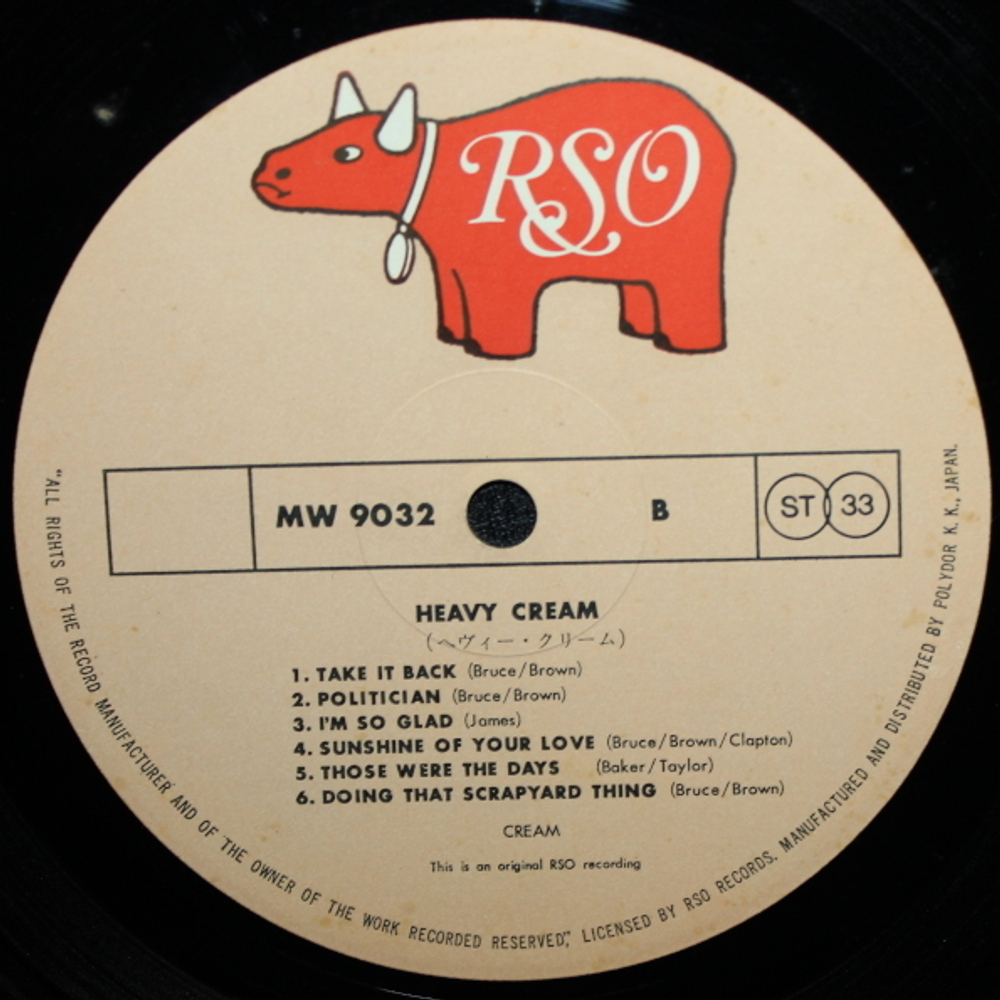 RSO
MW 9032 B ST 33
HEAVY CREAM
(ヘヴィー・クリーム)
1. TAKE IT BACK (Bruce/Brown)
2. POLITICIAN (Bruce/Brown)
3. I'M SO GLAD (James)
4. SUNSHINE OF YOUR LOVE (Bruce/Brown/Clapton)
5. THOSE WERE THE DAYS (Baker/Taylor)
6. DOING THAT SCRAPYARD THING (Bruce/Brown)
CREAM
This is an original RSO recording
"ALL RIGHTS OF THE RECORD MANUFACTURER AND OF THE OWNER OF THE WORK RECORDED RESERVED", LICENSED BY RSO RECORDS. MANUFACTURED AND DISTRIBUTED BY POLYDOR K. K., JAPAN.